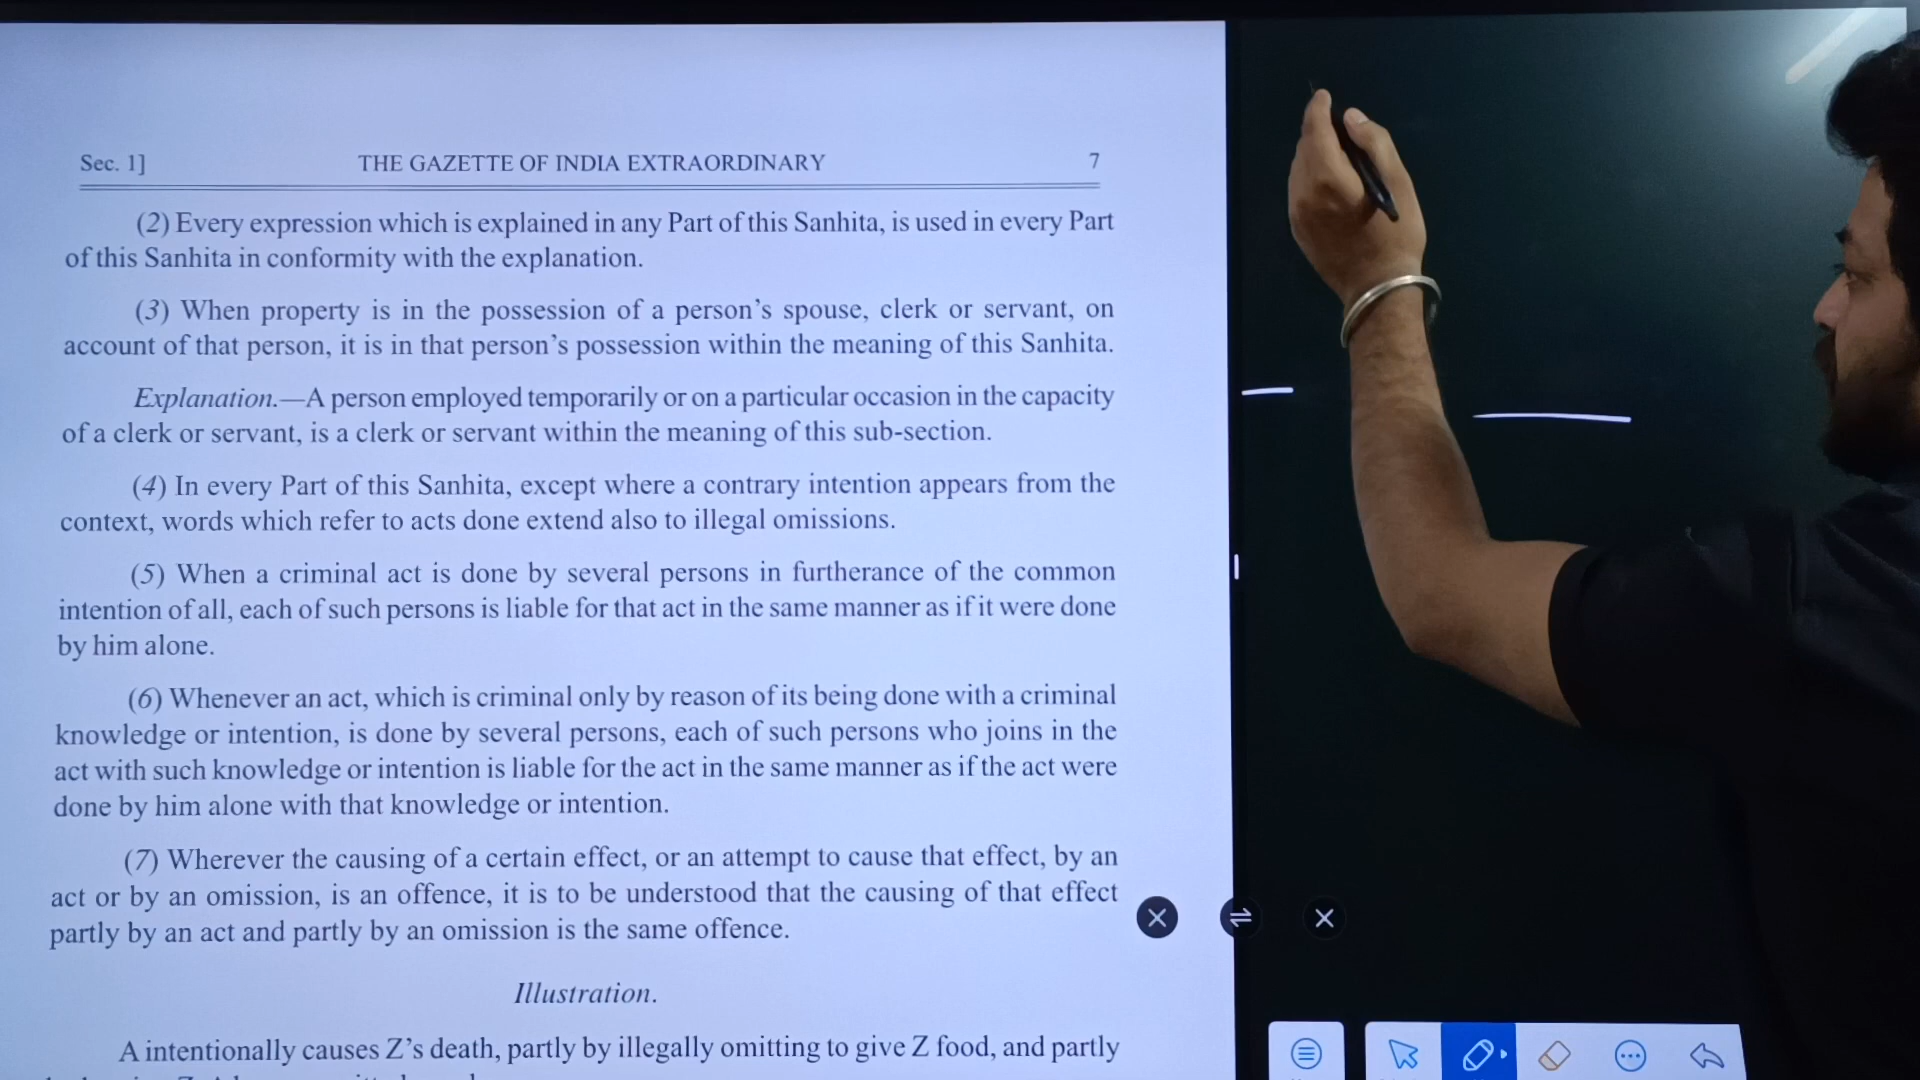 Sec. 1] THE GAZETTE OF INDIA EXTRAORDINARY 7
(2) Every expression which is explained in any Part of this Sanhita, is used in every Part
of this Sanhita in conformity with the explanation.
(3) When property is in the possession of a person’s spouse, clerk or servant, on
account of that person, it is in that person’s possession within the meaning of this Sanhita.
Explanation.—A person employed temporarily or on a particular occasion in the capacity
of a clerk or servant, is a clerk or servant within the meaning of this sub-section.
(4) In every Part of this Sanhita, except where a contrary intention appears from the
context, words which refer to acts done extend also to illegal omissions.
(5) When a criminal act is done by several persons in furtherance of the common
intention of all, each of such persons is liable for that act in the same manner as if it were done
by him alone.
(6) Whenever an act, which is criminal only by reason of its being done with a criminal
knowledge or intention, is done by several persons, each of such persons who joins in the
act with such knowledge or intention is liable for the act in the same manner as if the act were
done by him alone with that knowledge or intention.
(7) Wherever the causing of a certain effect, or an attempt to cause that effect, by an
act or by an omission, is an offence, it is to be understood that the causing of that effect
partly by an act and partly by an omission is the same offence.
Illustration.
A intentionally causes Z’s death, partly by illegally omitting to give Z food, and partly